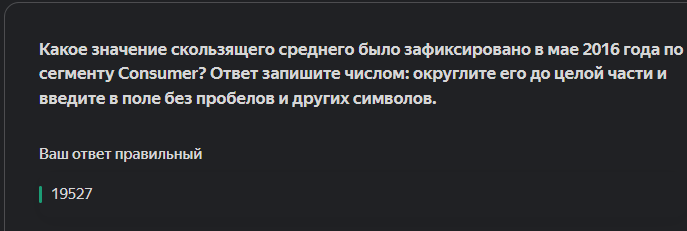 Какое значение скользящего среднего было зафиксировано в мае 2016 года по
сегменту Consumer? Ответ запишите числом: округлите его до целой части и
введите в поле без пробелов и других символов.
Ваш ответ правильный
19527